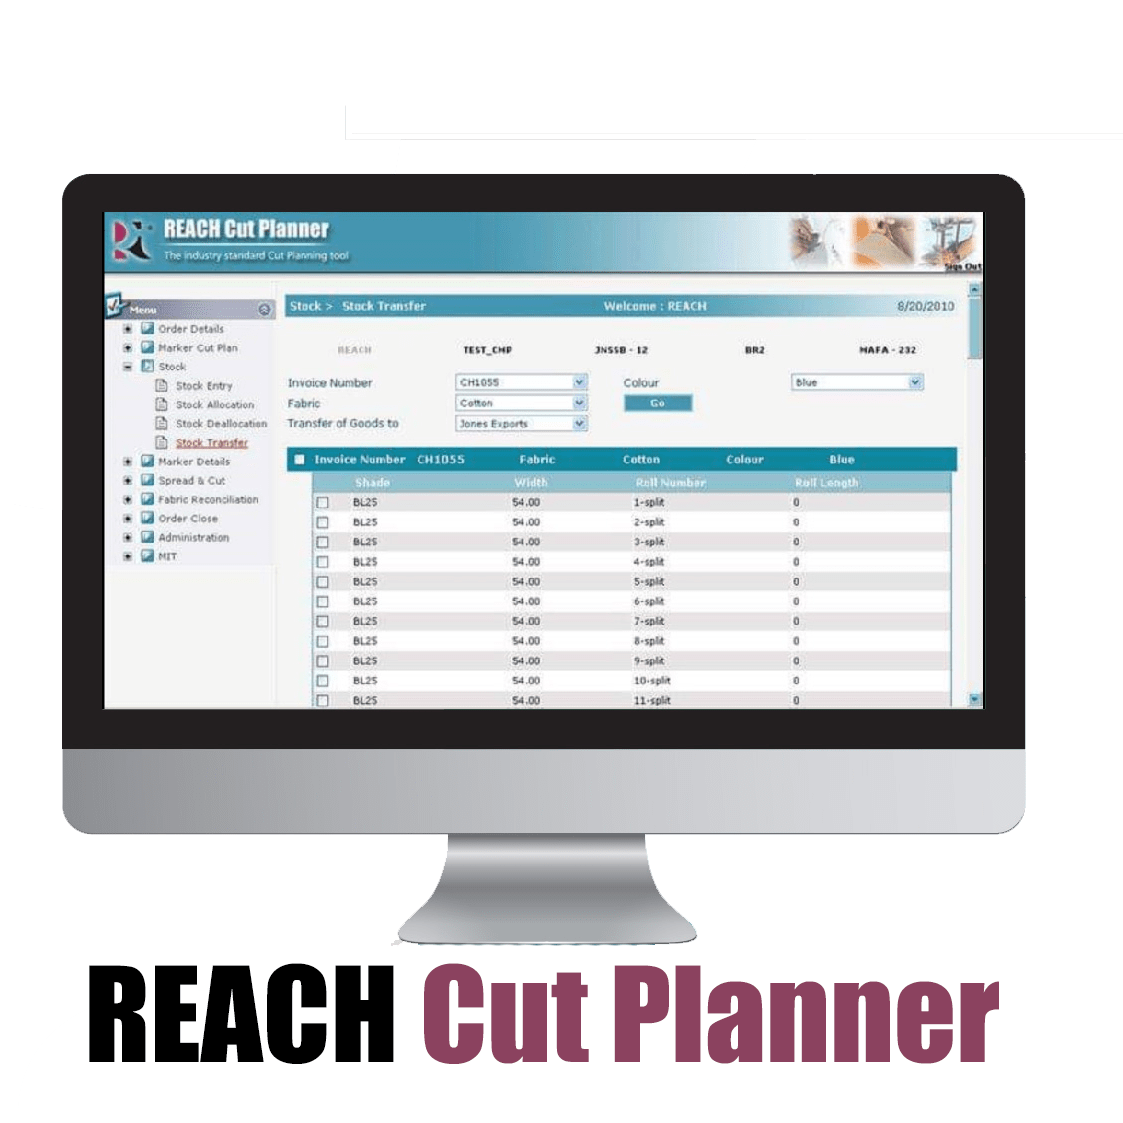 REACH Cut Planner
The industry standard Cut Planning tool
Sign Out
Menu
Order Details
Marker Cut Plan
Stock
Stock Entry
Stock Allocation
Stock Deallocation
Stock Transfer
Marker Details
Spread & Cut
Fabric Reconciliation
Order Close
Administration
MIT
Stock > Stock Transfer Welcome : REACH 8/20/2010
REACH TEST_CMP JNSSB - 12 BR2 MAFA - 232
Invoice Number CH1055 Colour Blue
Fabric Cotton Go
Transfer of Goods to Jones Exports
Invoice Number CH1055 Fabric Cotton Colour Blue
Shade Width Roll Number Roll Length
BL25 54.00 1-split 0
BL25 54.00 2-split 0
BL25 54.00 3-split 0
BL25 54.00 4-split 0
BL25 54.00 5-split 0
BL25 54.00 6-split 0
BL25 54.00 7-split 0
BL25 54.00 8-split 0
BL25 54.00 9-split 0
BL25 54.00 10-split 0
BL25 54.00 11-split 0
REACH Cut Planner